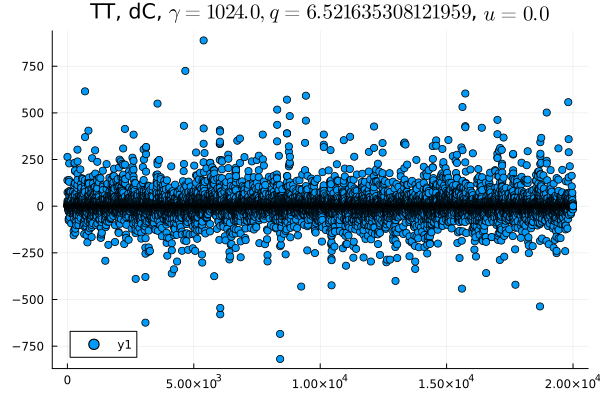 TT, dC, γ = 1024.0, q = 6.521635308121959, u = 0.0
750
500
250
0
−250
−500
−750
y1
0 5.00×10³ 1.00×10⁴ 1.50×10⁴ 2.00×10⁴